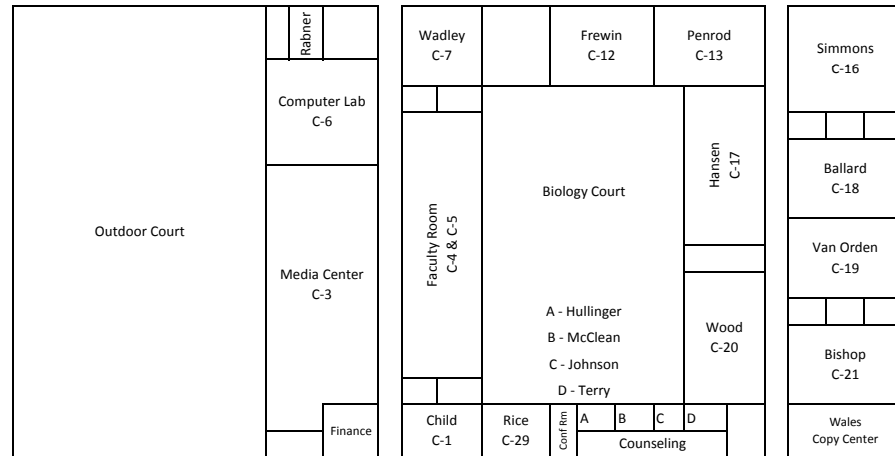 Rabner
Wadley
C-7
Frewin
C-12
Penrod
C-13
Simmons
C-16
Computer Lab
C-6
Hansen
C-17
Ballard
C-18
Outdoor Court
Biology Court
Faculty Room
C-4 & C-5
Van Orden
C-19
Media Center
C-3
A - Hullinger
B - McClean
C - Johnson
D - Terry
Wood
C-20
Bishop
C-21
Finance
Child
C-1
Rice
C-29
Conf Rm
A
B
C
D
Counseling
Wales
Copy Center